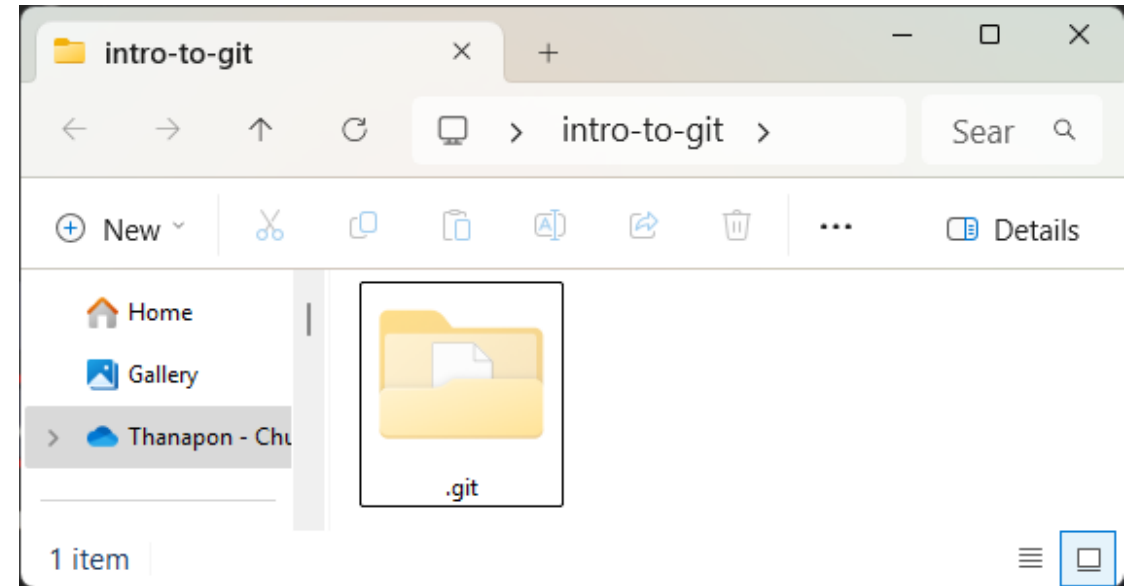 intro-to-git
intro-to-git
Sear
New
Details
Home
Gallery
Thanapon - Chu
.git
1 item